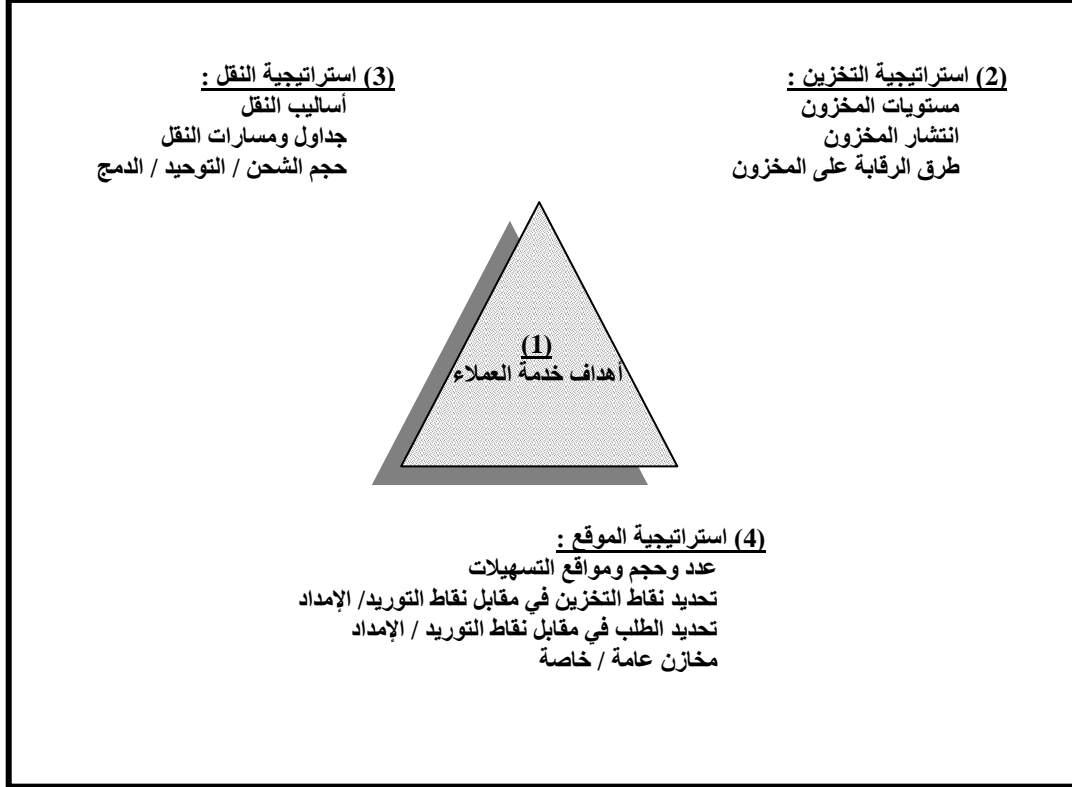 (2) استراتيجية التخزين :
مستويات المخزون
انتشار المخزون
طرق الرقابة على المخزون
(3) استراتيجية النقل :
أساليب النقل
جداول ومسارات النقل
حجم الشحن / التوحيد / الدمج
(1)
أهداف خدمة العملاء
(4) استراتيجية الموقع :
عدد وحجم ومواقع التسهيلات
تحديد نقاط التخزين في مقابل نقاط التوريد/ الإمداد
تحديد الطلب في مقابل نقاط التوريد / الإمداد
مخازن عامة / خاصة